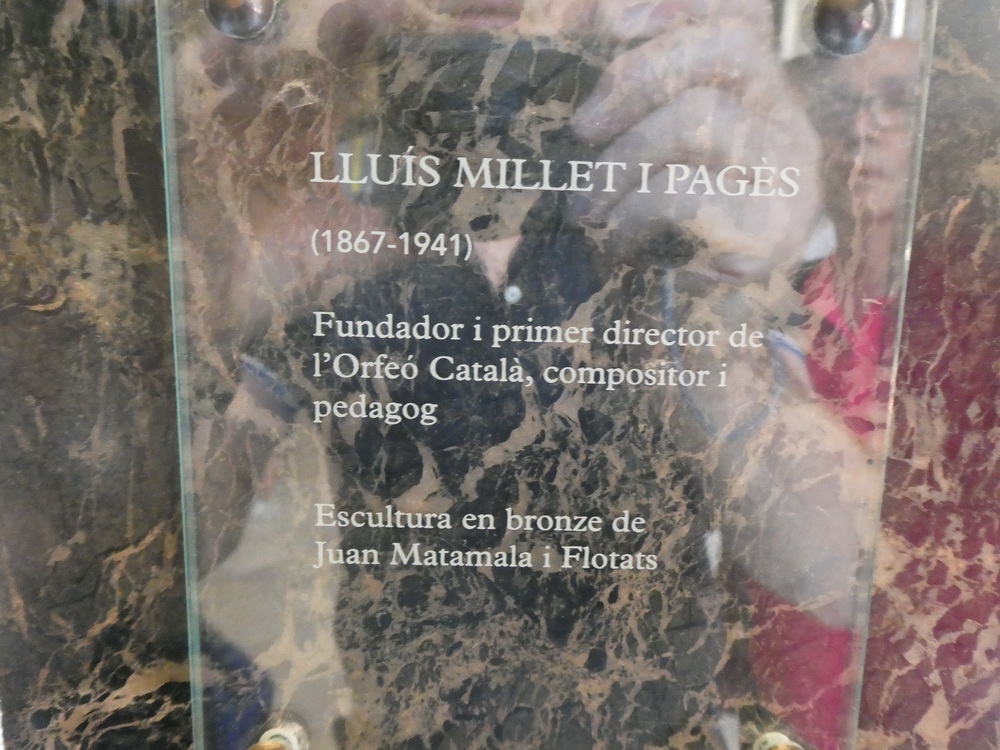 LLUÍS MILLET I PAGÈS
(1867-1941)
Fundador i primer director de
l’Orfeó Català, compositor i
pedagog
Escultura en bronze de
Juan Matamala i Flotats